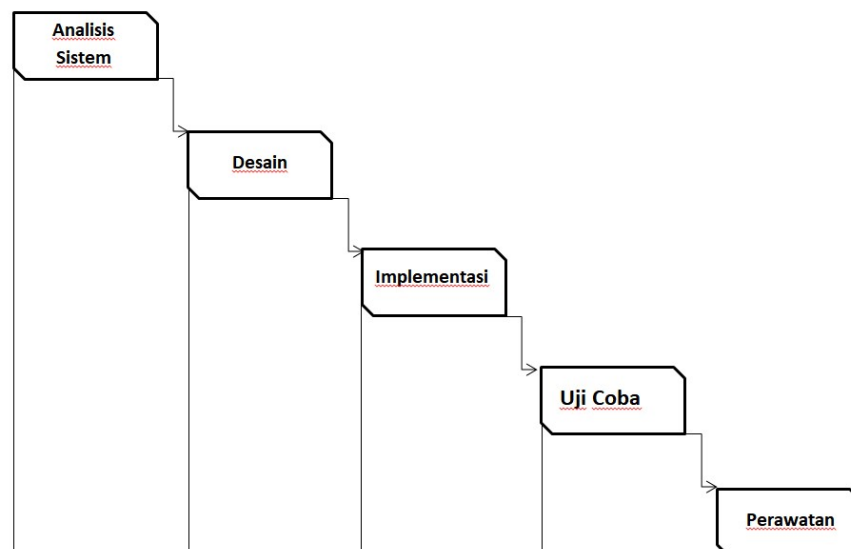 Analisis
Sistem
Desain
Implementasi
Uji Coba
Perawatan